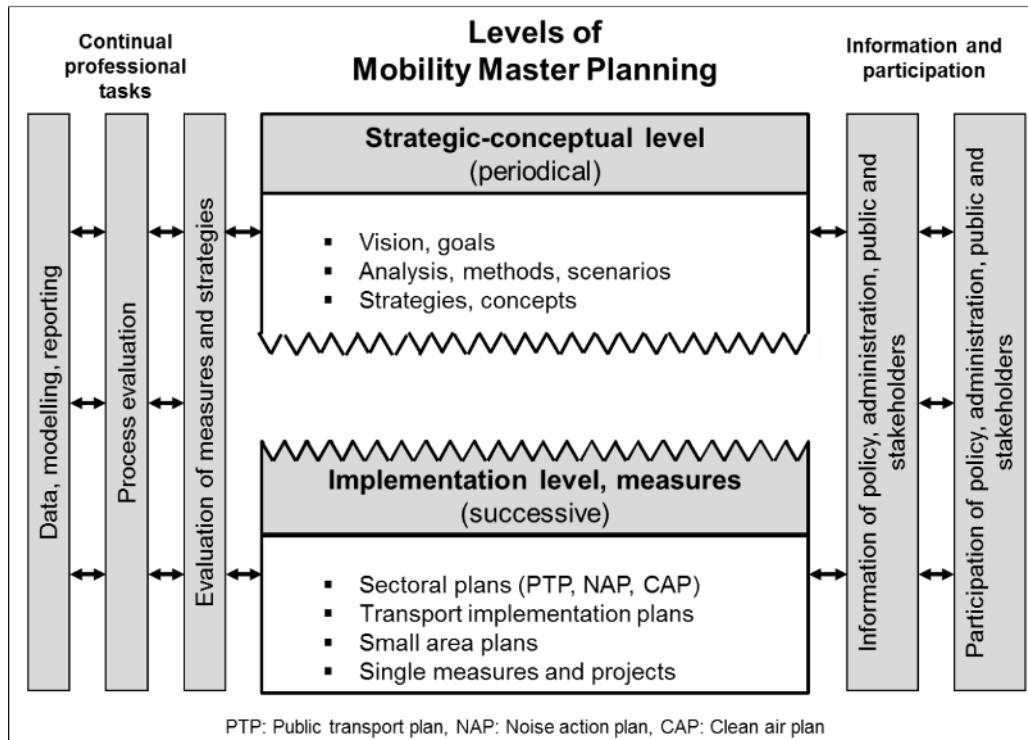 Continual
professional
tasks
Levels of
Mobility Master Planning
Information and
participation
Data, modelling, reporting
Process evaluation
Evaluation of measures and strategies
Strategic-conceptual level
(periodical)
▪ Vision, goals
▪ Analysis, methods, scenarios
▪ Strategies, concepts
Implementation level, measures
(successive)
▪ Sectoral plans (PTP, NAP, CAP)
▪ Transport implementation plans
▪ Small area plans
▪ Single measures and projects
Information of policy, administration, public and
stakeholders
Participation of policy, administration, public and
stakeholders
PTP: Public transport plan, NAP: Noise action plan, CAP: Clean air plan